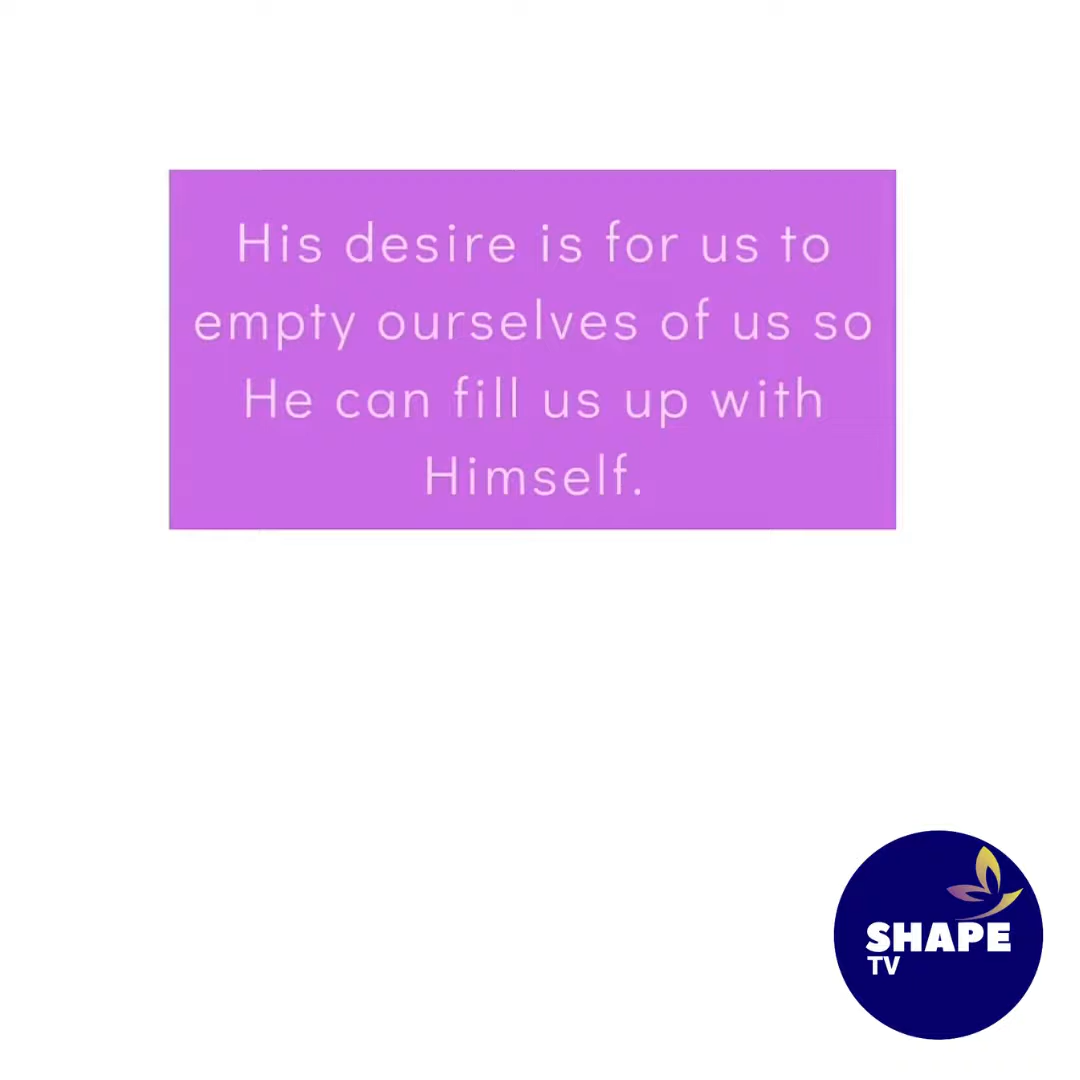 His desire is for us to
empty ourselves of us so
He can fill us up with
Himself.
SHAPE
TV